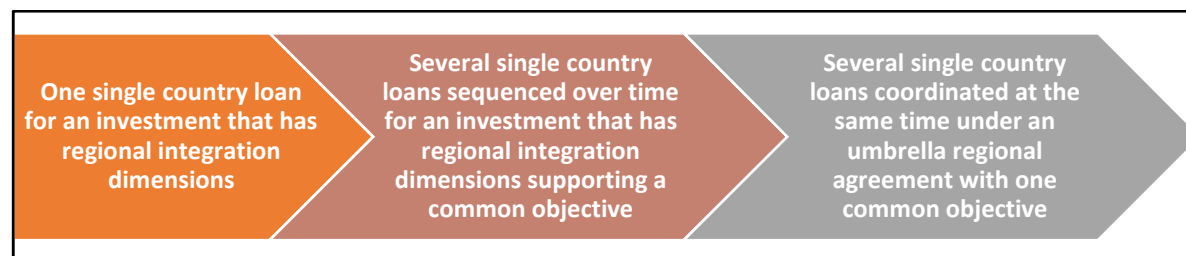 One single country loan
for an investment that has
regional integration
dimensions
Several single country
loans sequenced over time
for an investment that has
regional integration
dimensions supporting a
common objective
Several single country
loans coordinated at the
same time under an
umbrella regional
agreement with one
common objective